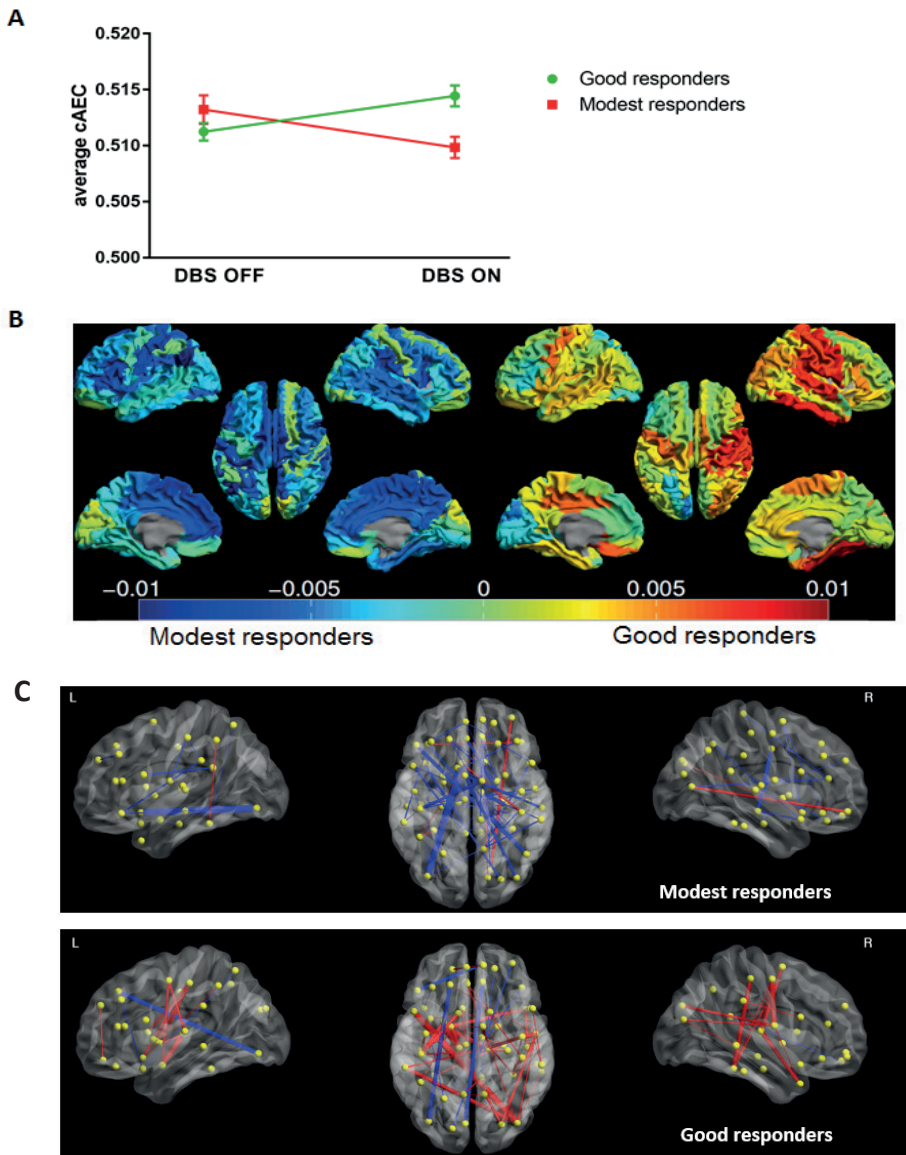 A
0.520
0.515
0.510
0.505
0.500
average cAEC
DBS OFF DBS ON
Good responders
Modest responders
B
−0.01 −0.005 0 0.005 0.01
Modest responders Good responders
C
L R
Modest responders
L R
Good responders